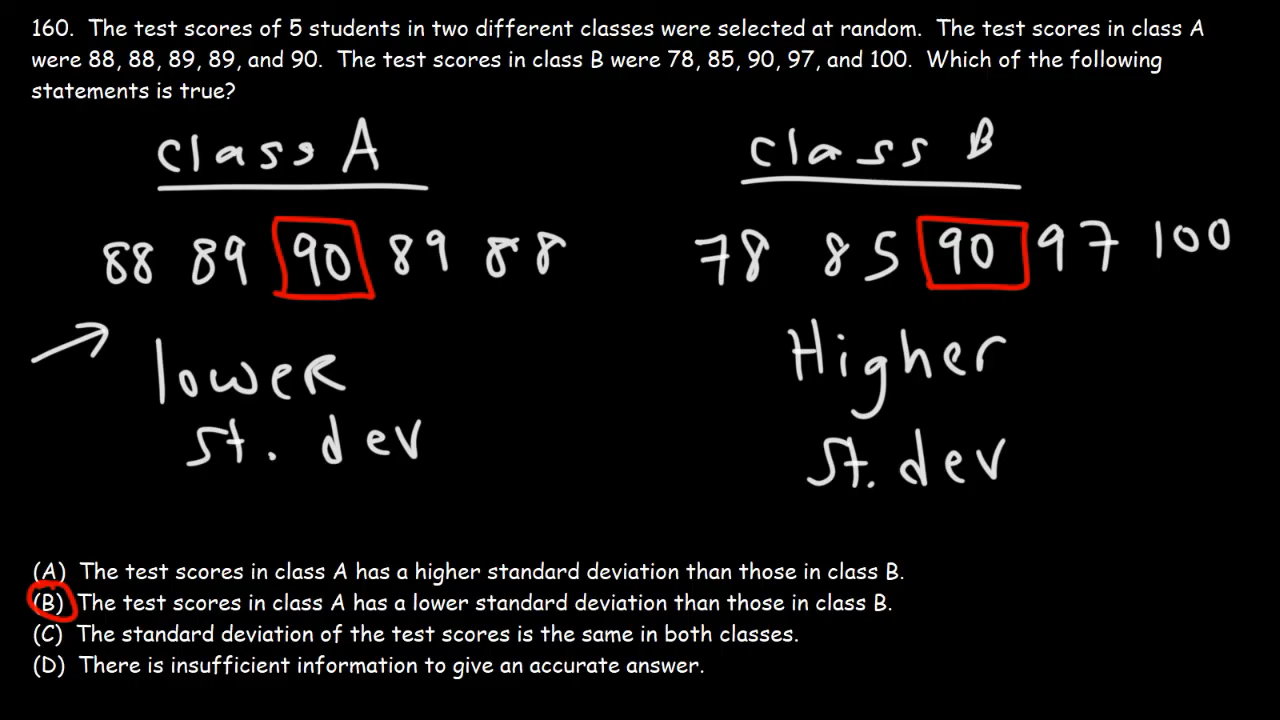 160. The test scores of 5 students in two different classes were selected at random. The test scores in class A
were 88, 88, 89, 89, and 90. The test scores in class B were 78, 85, 90, 97, and 100. Which of the following
statements is true?
class A
class B
88 89 90 89 88
78 85 90 97 100
lower
st. dev
Higher
st. dev
(A) The test scores in class A has a higher standard deviation than those in class B.
(B) The test scores in class A has a lower standard deviation than those in class B.
(C) The standard deviation of the test scores is the same in both classes.
(D) There is insufficient information to give an accurate answer.